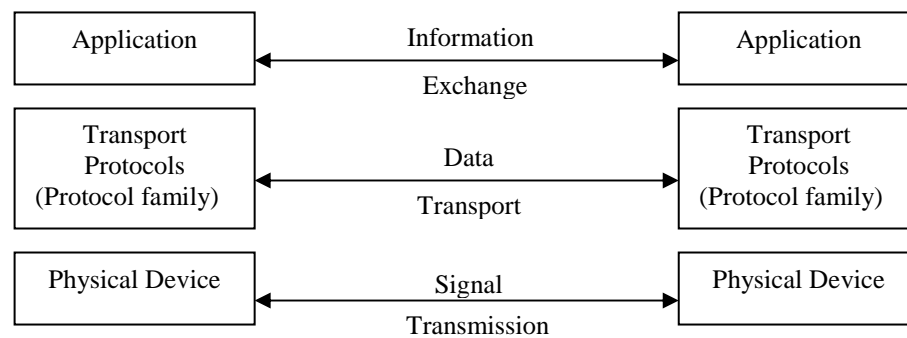 Application
Information
Exchange
Application
Transport
Protocols
(Protocol family)
Data
Transport
Transport
Protocols
(Protocol family)
Physical Device
Signal
Transmission
Physical Device